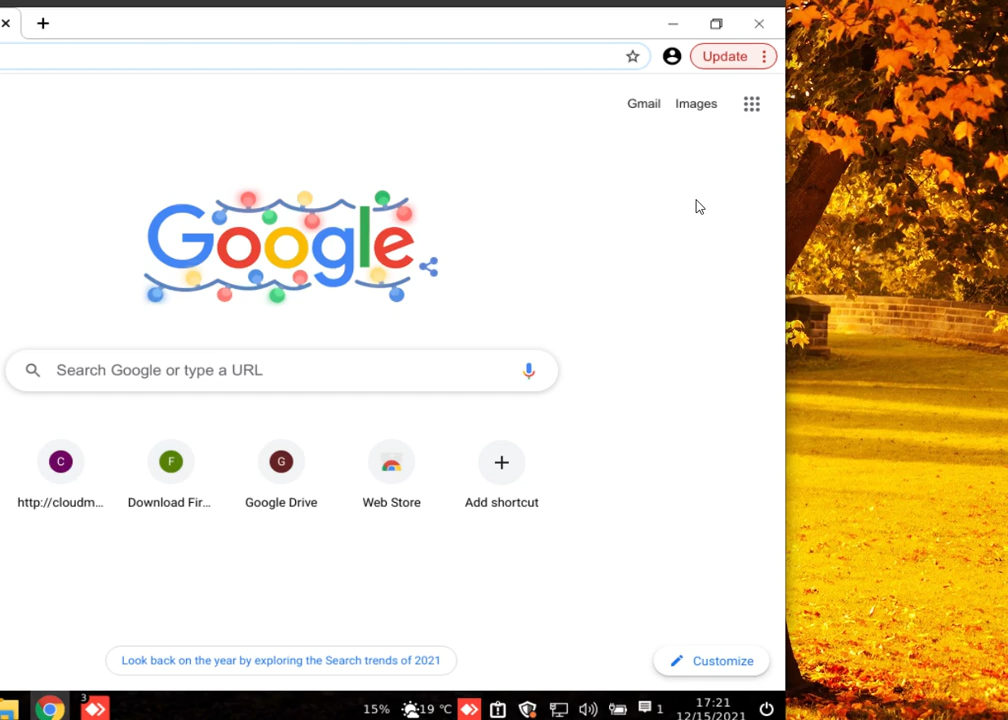 Update
Gmail Images
Google
Search Google or type a URL
C F G
http://cloudm... Download Fir... Google Drive Web Store Add shortcut
Look back on the year by exploring the Search trends of 2021
Customize
3
15% 19 °C 1 17:21
12/15/2021